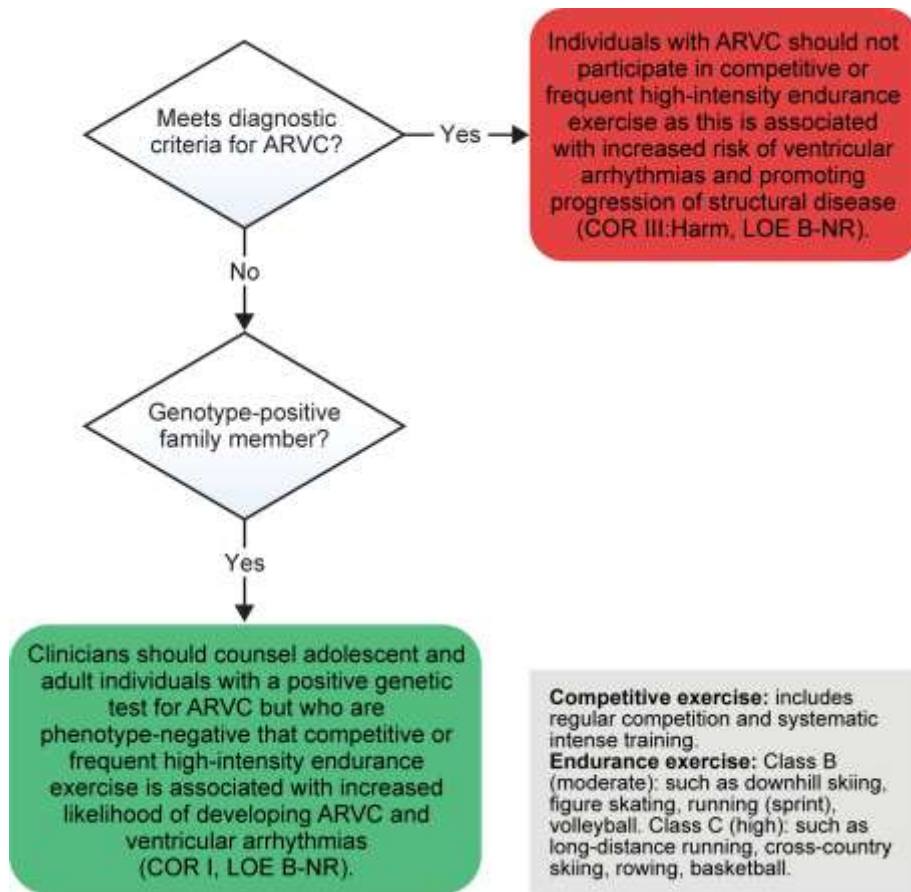 Meets diagnostic
criteria for ARVC?
Yes
Individuals with ARVC should not
participate in competitive or
frequent high-intensity endurance
exercise as this is associated
with increased risk of ventricular
arrhythmias and promoting
progression of structural disease
(COR III:Harm, LOE B-NR).
No
Genotype-positive
family member?
Yes
Clinicians should counsel adolescent and
adult individuals with a positive genetic
test for ARVC but who are
phenotype-negative that competitive or
frequent high-intensity endurance
exercise is associated with increased
likelihood of developing ARVC and
ventricular arrhythmias
(COR I, LOE B-NR).
Competitive exercise: includes
regular competition and systematic
intense training.
Endurance exercise: Class B
(moderate): such as downhill skiing,
figure skating, running (sprint),
volleyball. Class C (high): such as
long-distance running, cross-country
skiing, rowing, basketball.